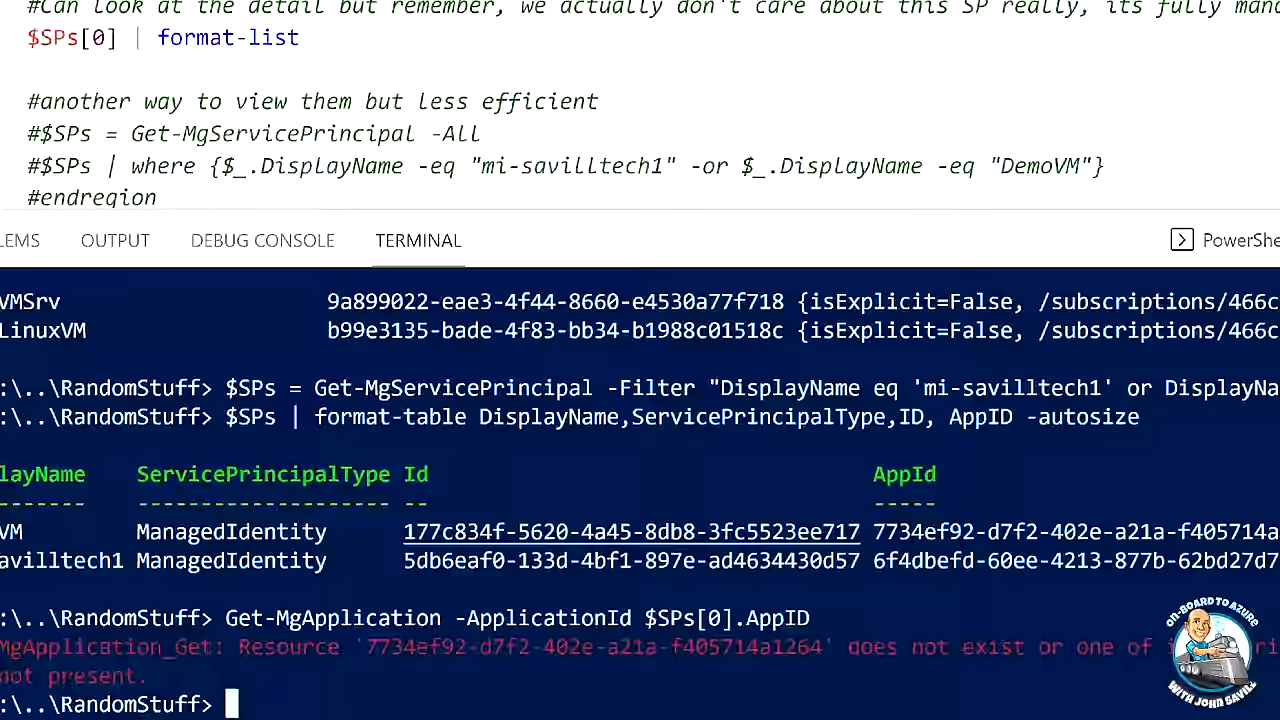 #Can look at the detail but remember, we actually don't care about this SP really, its fully man
$SPs[0] | format-list
#another way to view them but less efficient
#$SPs = Get-MgServicePrincipal -All
#$SPs | where {$_.DisplayName -eq "mi-savilltech1" -or $_.DisplayName -eq "DemoVM"}
#endregion
LEMS OUTPUT DEBUG CONSOLE TERMINAL PowerShe
VMSrv 9a899022-eae3-4f44-8660-e4530a77f718 {isExplicit=False, /subscriptions/466c
LinuxVM b99e3135-bade-4f83-bb34-b1988c01518c {isExplicit=False, /subscriptions/466c
:\..\RandomStuff> $SPs = Get-MgServicePrincipal -Filter "DisplayName eq 'mi-savilltech1' or DisplayNa
:\..\RandomStuff> $SPs | format-table DisplayName,ServicePrincipalType,ID, AppID -autosize
layName ServicePrincipalType Id AppId
------- -------------------- -- -----
VM ManagedIdentity 177c834f-5620-4a45-8db8-3fc5523ee717 7734ef92-d7f2-402e-a21a-f405714a
avilltech1 ManagedIdentity 5db6eaf0-133d-4bf1-897e-ad4634430d57 6f4dbefd-60ee-4213-877b-62bd27d7
:\..\RandomStuff> Get-MgApplication -ApplicationId $SPs[0].AppID
MgApplication_Get: Resource '7734ef92-d7f2-402e-a21a-f405714a1264' does not exist or one of i
not present.
:\..\RandomStuff>
ON-BOARD TO AZURE
WITH JOHN SAVILL